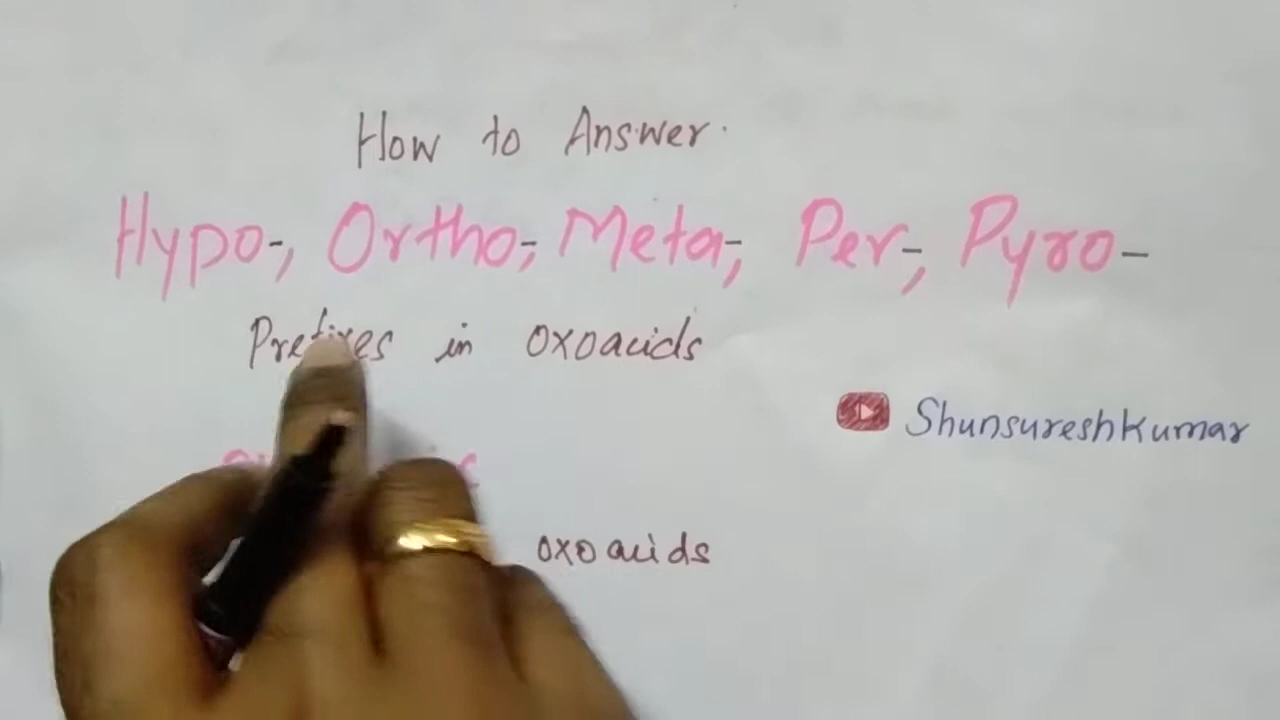 How to Answer.
Hypo-, Ortho-, Meta-, Per-, Pyro-
Prefixes in oxoacids
Shunsureshkumar
oxoacids